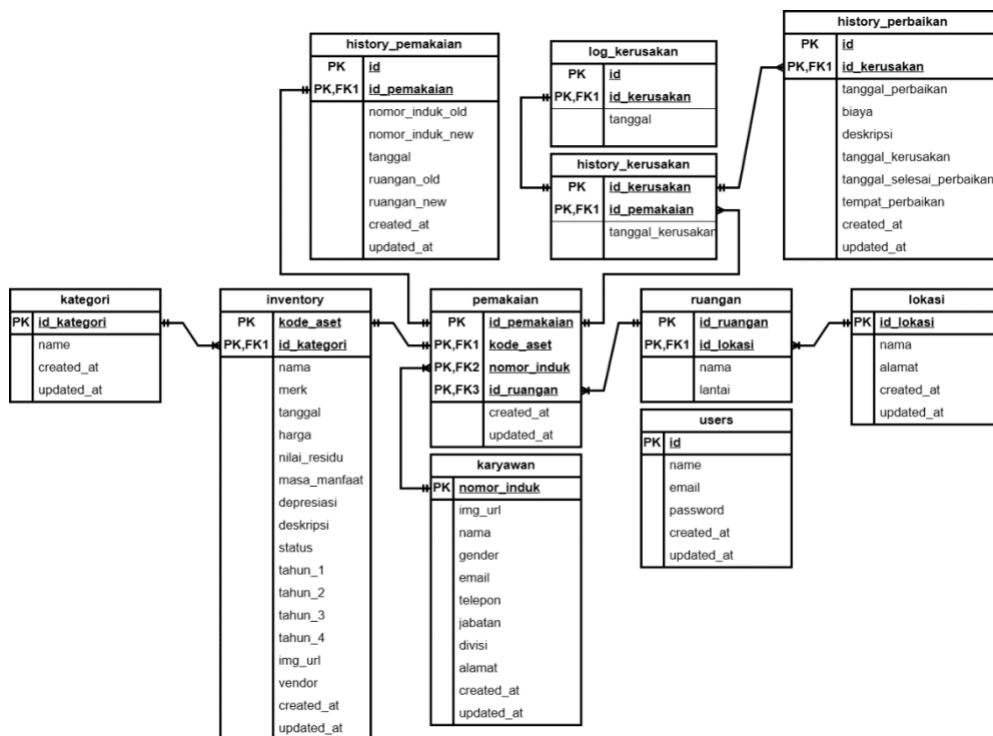 history_pemakaian
PK id
PK,FK1 id_pemakaian
nomor_induk_old
nomor_induk_new
tanggal
ruangan_old
ruangan_new
created_at
updated_at
log_kerusakan
PK id
PK,FK1 id_kerusakan
tanggal
history_kerusakan
PK id_kerusakan
PK,FK1 id_pemakaian
tanggal_kerusakan
history_perbaikan
PK id
PK,FK1 id_kerusakan
tanggal_perbaikan
biaya
deskripsi
tanggal_kerusakan
tanggal_selesai_perbaikan
tempat_perbaikan
created_at
updated_at
kategori
PK id_kategori
name
created_at
updated_at
inventory
PK kode_aset
PK,FK1 id_kategori
nama
merk
tanggal
harga
nilai_residu
masa_manfaat
depresiasi
deskripsi
status
tahun_1
tahun_2
tahun_3
tahun_4
img_url
vendor
created_at
updated_at
pemakaian
PK id_pemakaian
PK,FK1 kode_aset
PK,FK2 nomor_induk
PK,FK3 id_ruangan
created_at
updated_at
karyawan
PK nomor_induk
img_url
nama
gender
email
telepon
jabatan
divisi
alamat
created_at
updated_at
ruangan
PK id_ruangan
PK,FK1 id_lokasi
nama
lantai
users
PK id
name
email
password
created_at
updated_at
lokasi
PK id_lokasi
nama
alamat
created_at
updated_at